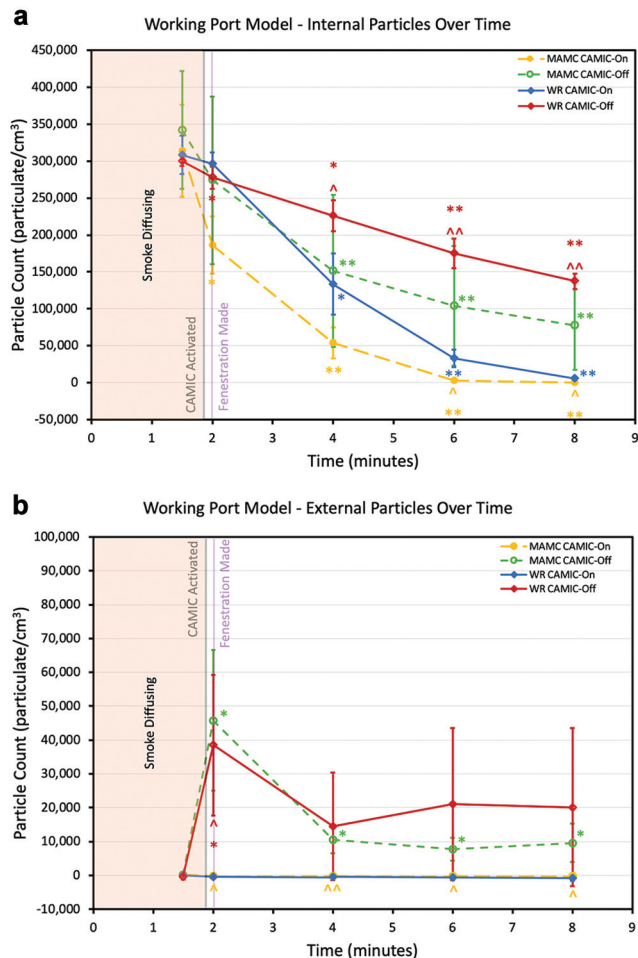 a
Working Port Model - Internal Particles Over Time
450,000
400,000
350,000
300,000
250,000
200,000
150,000
100,000
50,000
0
-50,000
Particle Count (particulate/cm³)
Smoke Diffusing
CAMIC Activated
Fenestration Made
MAMC CAMIC-On
MAMC CAMIC-Off
WR CAMIC-On
WR CAMIC-Off
*
^
**
^^
**
^^
*
**
**
**
*
*
**
**
**
^
**
^
**
0 1 2 3 4 5 6 7 8 9
Time (minutes)
b
Working Port Model - External Particles Over Time
100,000
90,000
80,000
70,000
60,000
50,000
40,000
30,000
20,000
10,000
0
-10,000
Particle Count (particulate/cm³)
Smoke Diffusing
CAMIC Activated
Fenestration Made
MAMC CAMIC-On
MAMC CAMIC-Off
WR CAMIC-On
WR CAMIC-Off
*
*
*
*
^
*
^
^^
^
^
0 1 2 3 4 5 6 7 8 9
Time (minutes)